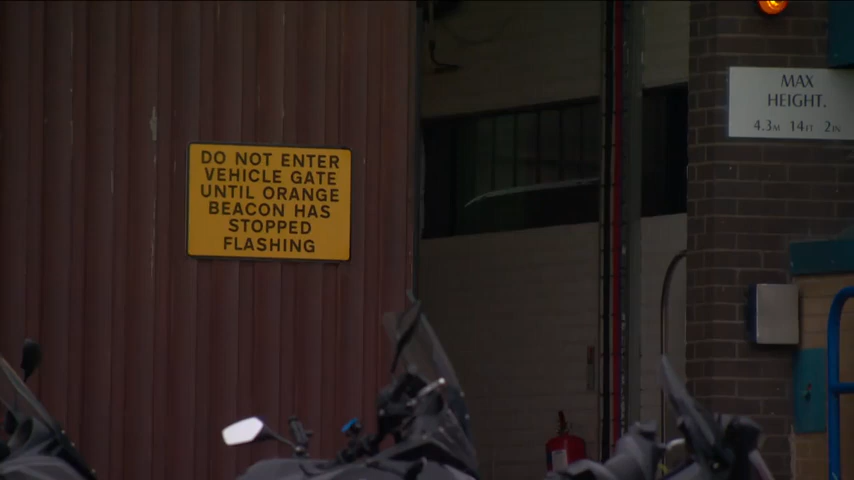 DO NOT ENTER
VEHICLE GATE
UNTIL ORANGE
BEACON HAS
STOPPED
FLASHING
MAX
HEIGHT.
4.3M 14FT 2IN